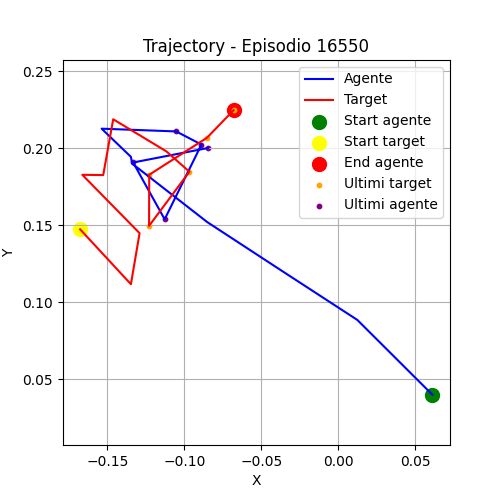 Trajectory - Episodio 16550
Agente
Target
Start agente
Start target
End agente
Ultimi target
Ultimi agente
0.25
0.20
0.15
0.10
0.05
Y
−0.15
−0.10
−0.05
0.00
0.05
X